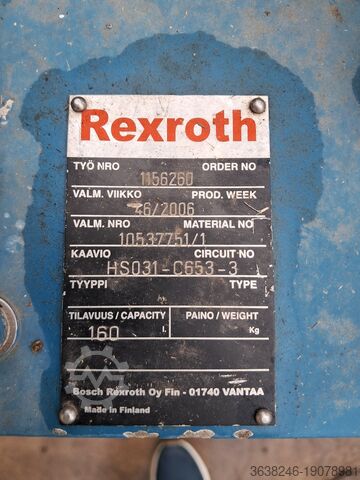 Rexroth
TYÖ NRO ORDER NO
1156260
VALM. VIIKKO PROD. WEEK
46/2006
VALM. NRO MATERIAL NO
10537751/1
KAAVIO CIRCUIT NO
HS031-C653-3
TYYPPI TYPE
TILAVUUS / CAPACITY PAINO / WEIGHT
160 l. Kg
Bosch Rexroth Oy Fin - 01740 VANTAA
Made in Finland
3638246-19078981